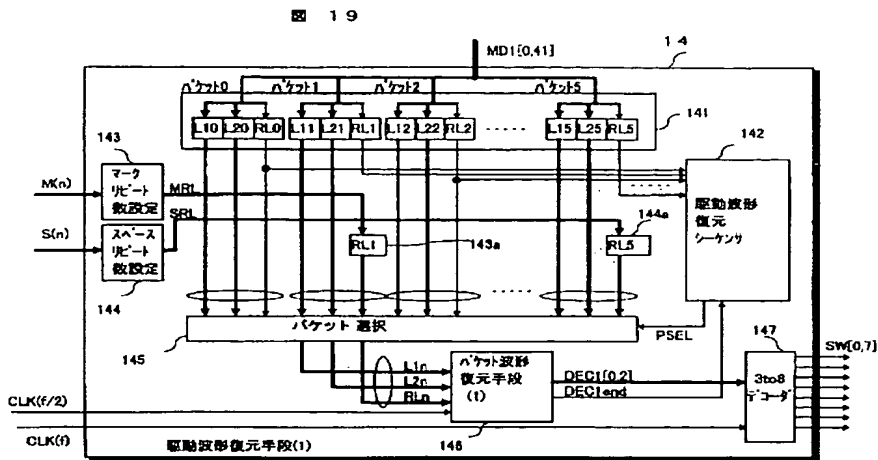 図 19
14
MD1[0,41]
パケット0 パケット1 パケット2 パケット5
141
L10 L20 RL0 L11 L21 RL1 L12 L22 RL2 ・・・・・ L15 L25 RL5
142
駆動波形
復元
シーケンサ
143
M(n)
マーク
リピート
数設定
MRL
S(n)
スペース
リピート
数設定
SRL
144
RL1
143a
・・・・・
RL5
144a
パケット 選択
145
PSEL
147
SW[0,7]
L1n
L2n
RLn
パケット波形
復元手段
(1)
146
DEC1[0,2]
DEC1end
3to8
デコーダ
CLK(f/2)
CLK(f)
駆動波形復元手段(1)